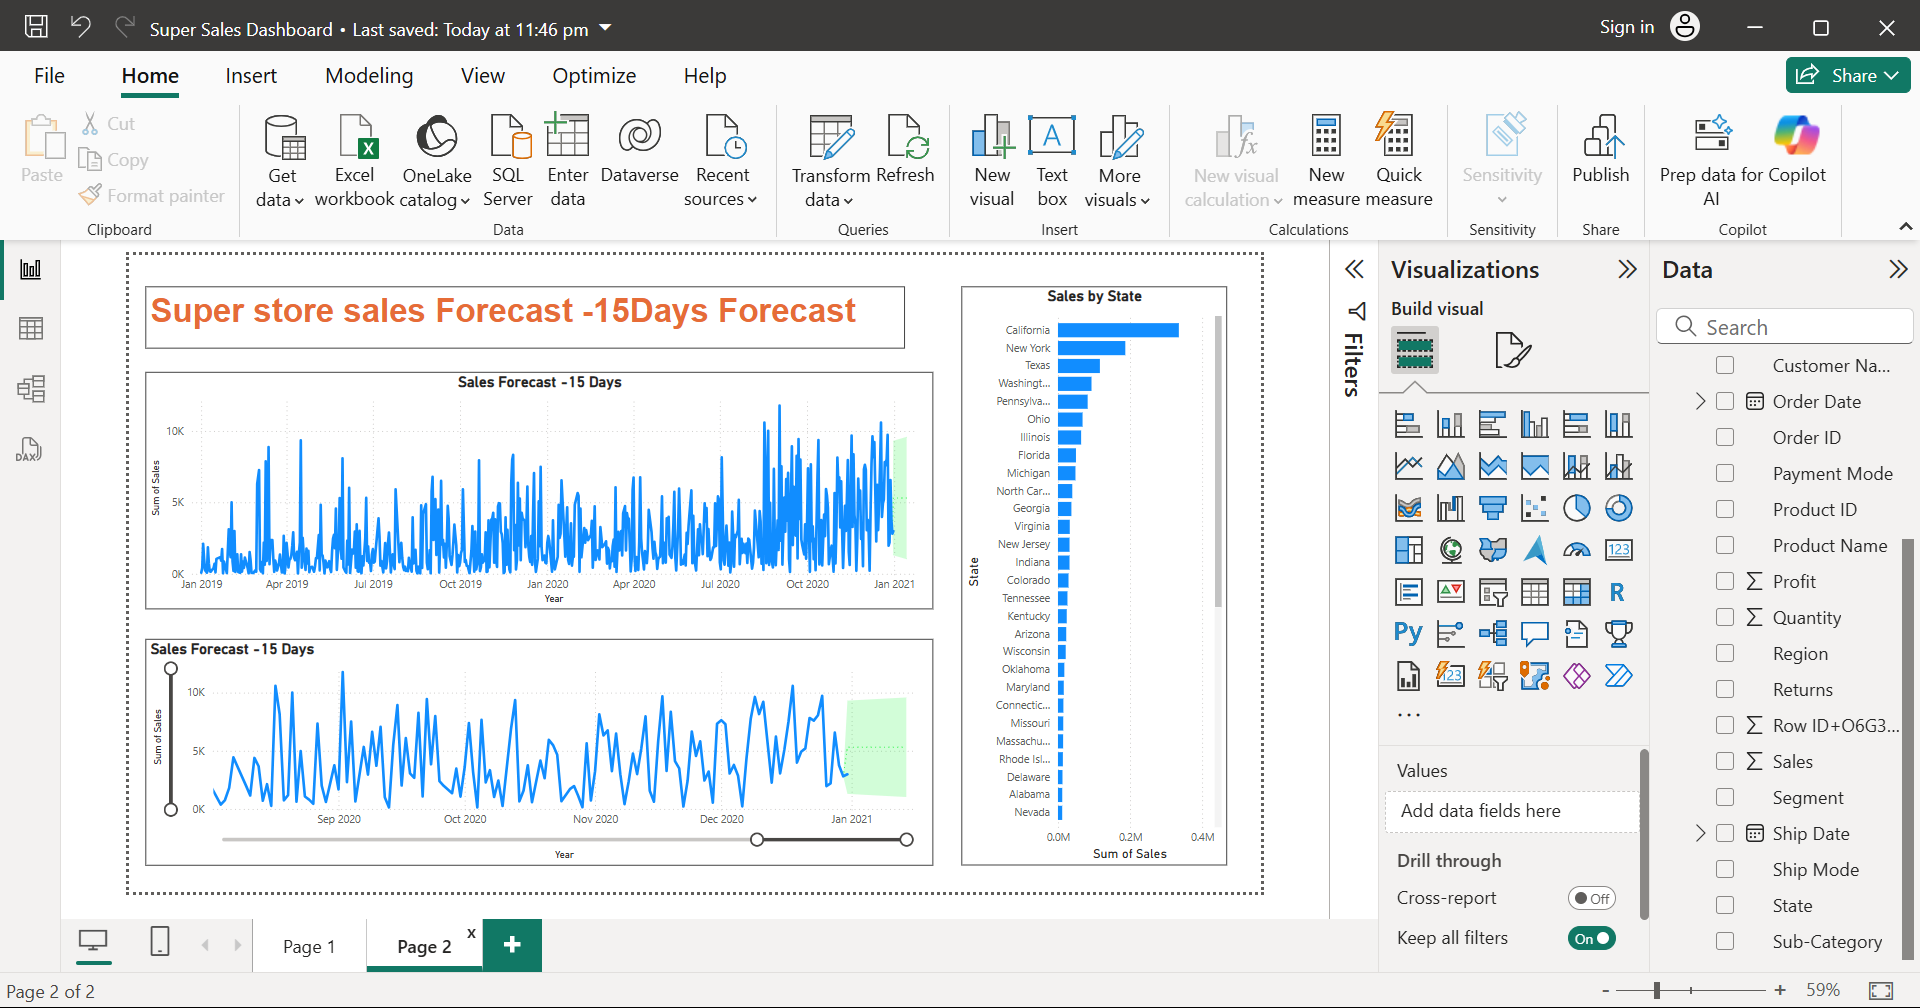 Super Sales Dashboard • Last saved: Today at 11:46 pm
Sign in
File Home Insert Modeling View Optimize Help
Share
Paste
Cut
Copy
Format painter
Clipboard
Get data
Excel workbook
OneLake catalog
SQL Server
Enter data
Dataverse
Recent sources
Data
Transform data
Refresh
Queries
New visual
Text box
More visuals
Insert
New visual calculation
New measure
Quick measure
Calculations
Sensitivity
Sensitivity
Publish
Share
Prep data for AI
Copilot
Copilot
Super store sales Forecast -15Days Forecast
Sales Forecast -15 Days
Sum of Sales
10K
5K
0K
Jan 2019 Apr 2019 Jul 2019 Oct 2019 Jan 2020 Apr 2020 Jul 2020 Oct 2020 Jan 2021
Year
Sales Forecast -15 Days
Sum of Sales
10K
5K
0K
Sep 2020 Oct 2020 Nov 2020 Dec 2020 Jan 2021
Year
Sales by State
State
California
New York
Texas
Washingt...
Pennsylva...
Ohio
Illinois
Florida
Michigan
North Car...
Georgia
Virginia
New Jersey
Indiana
Colorado
Tennessee
Kentucky
Arizona
Wisconsin
Oklahoma
Maryland
Connectic...
Missouri
Massachu...
Rhode Isl...
Delaware
Alabama
Nevada
0.0M 0.2M 0.4M
Sum of Sales
Filters
Visualizations
Build visual
123
R
Py
123
...
Values
Add data fields here
Drill through
Cross-report
Off
Keep all filters
On
Data
Search
Customer Na...
Order Date
Order ID
Payment Mode
Product ID
Product Name
Profit
Quantity
Region
Returns
Row ID+O6G3...
Sales
Segment
Ship Date
Ship Mode
State
Sub-Category
DAX
Page 1
Page 2
x
+
Page 2 of 2
- + 59%